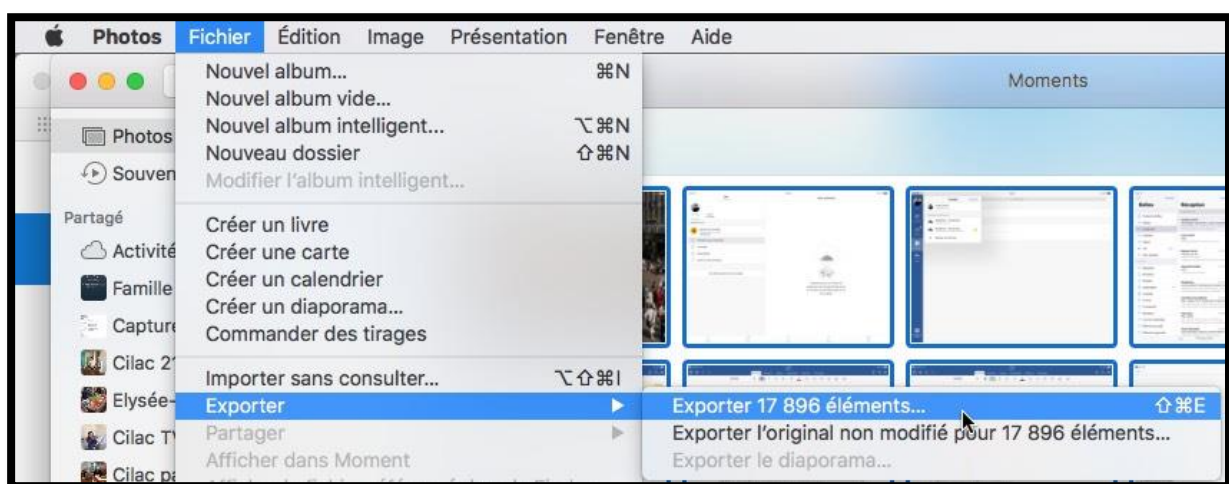 Photos Fichier Édition Image Présentation Fenêtre Aide
Moments
Nouvel album... ⌘N
Nouvel album vide...
Nouvel album intelligent... ⌥⌘N
Nouveau dossier ⇧⌘N
Modifier l'album intelligent...
Créer un livre
Créer une carte
Créer un calendrier
Créer un diaporama...
Commander des tirages
Importer sans consulter... ⌥⇧⌘I
Exporter
Partager
Afficher dans Moment
Exporter 17 896 éléments... ⇧⌘E
Exporter l'original non modifié pour 17 896 éléments...
Exporter le diaporama...
Photos
Souven
Partagé
Activité
Famille
Capture
Cilac 2
Elysée-
Cilac T
Cilac pa